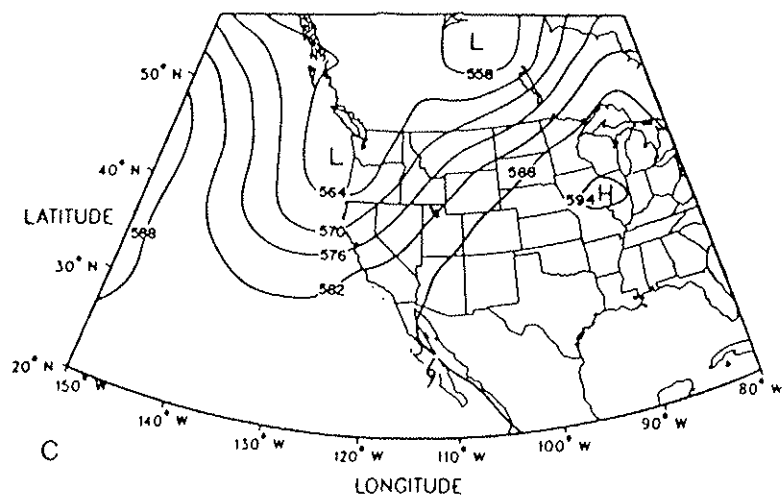 L
558
50° N
L
40° N
564
588
594 H
LATITUDE
588
570
576
30° N
582
20° N
150° W
80° W
140° W
90° W
130° W
100° W
120° W
110° W
C
LONGITUDE